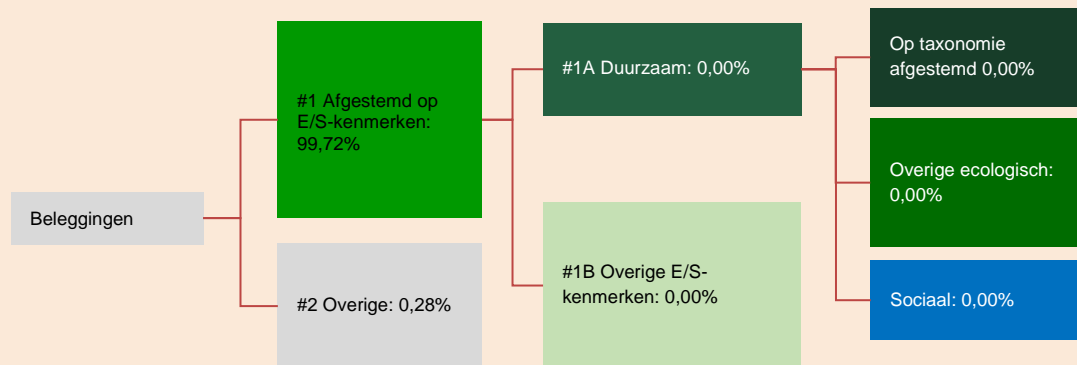 Beleggingen
#1 Afgestemd op
E/S-kenmerken:
99,72%
#2 Overige: 0,28%
#1A Duurzaam: 0,00%
#1B Overige E/S-
kenmerken: 0,00%
Op taxonomie
afgestemd 0,00%
Overige ecologisch:
0,00%
Sociaal: 0,00%